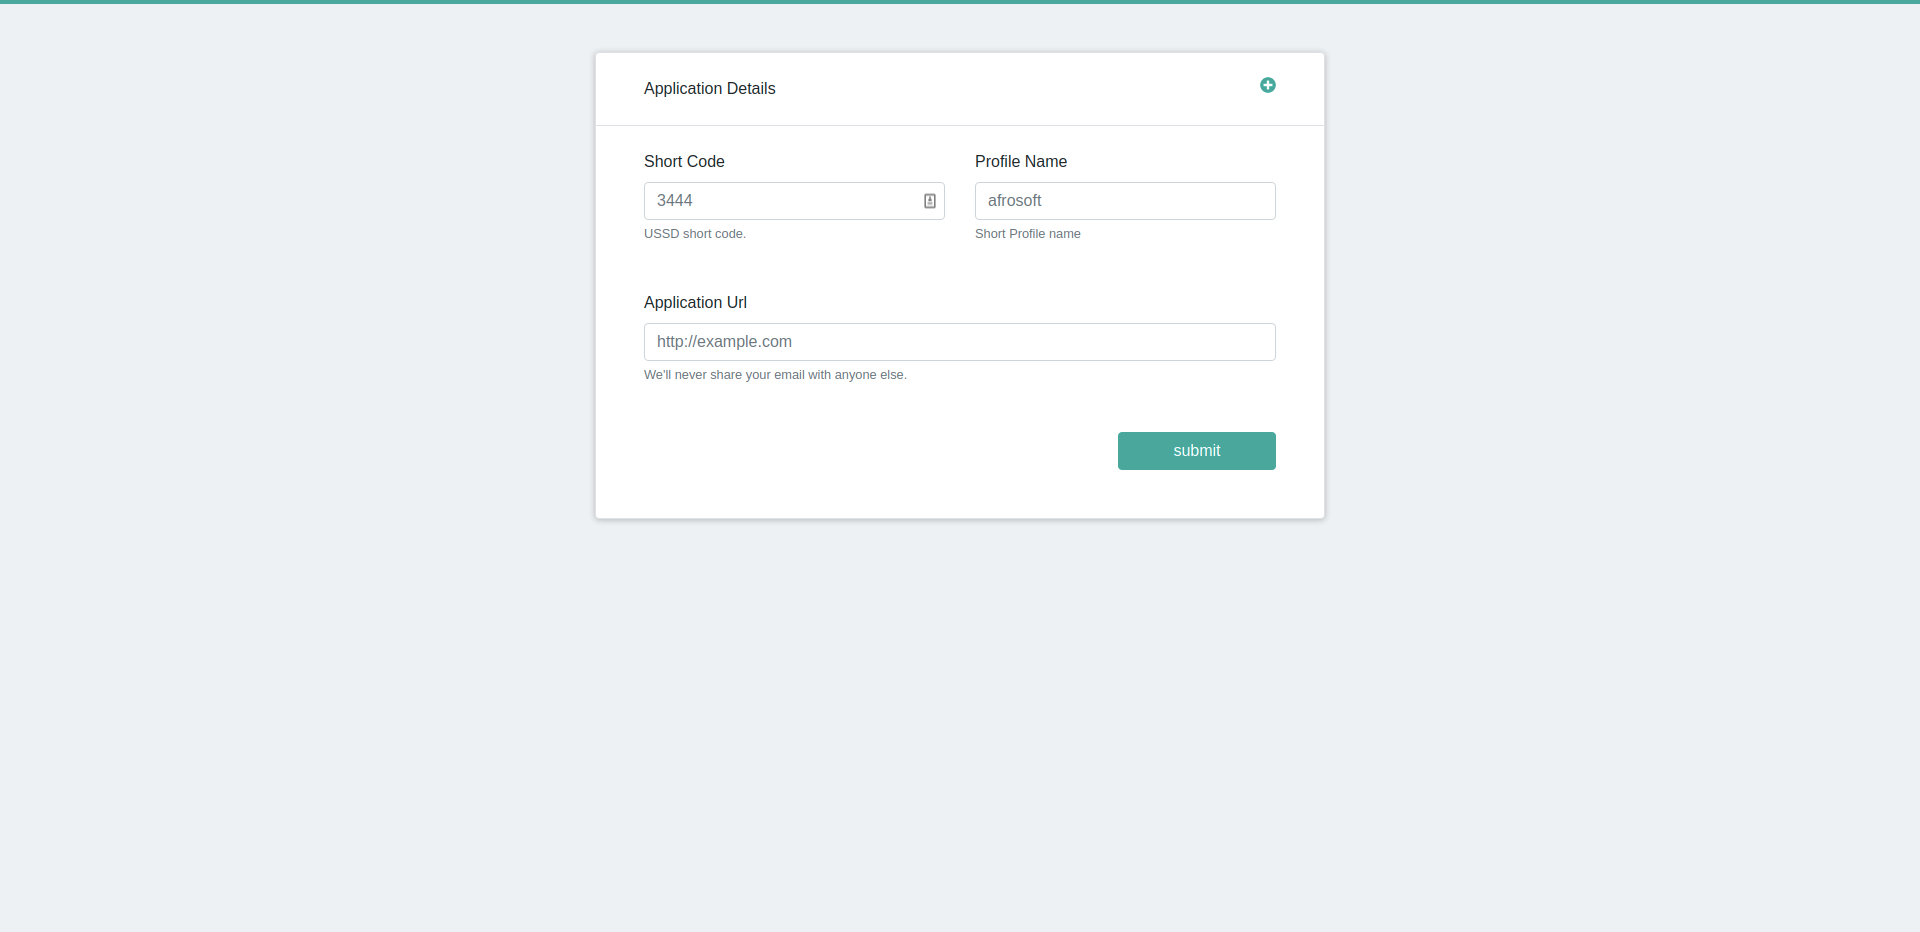 Application Details
Short Code
Profile Name
3444
afrosoft
USSD short code.
Short Profile name
Application Url
http://example.com
We'll never share your email with anyone else.
submit